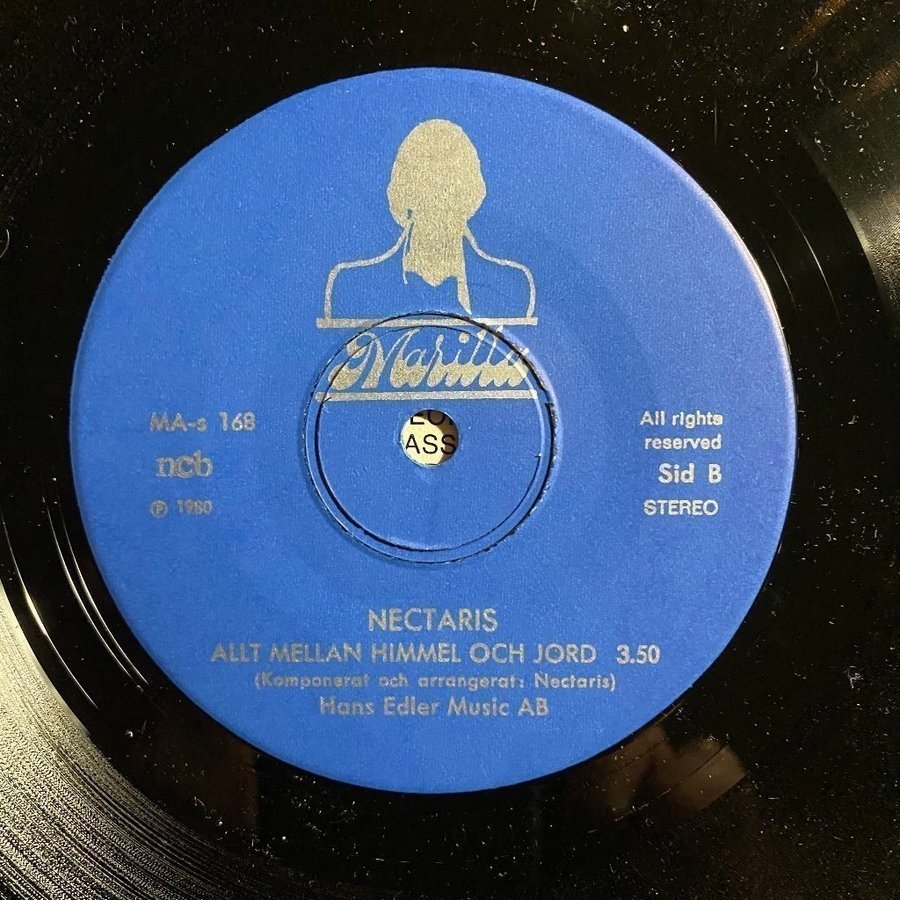 Marilla
MA-s 168
ncb
Ⓟ 1980
All rights
reserved
Sid B
STEREO
ASS
NECTARIS
ALLT MELLAN HIMMEL OCH JORD 3.50
(Komponerat och arrangerat: Nectaris)
Hans Edler Music AB